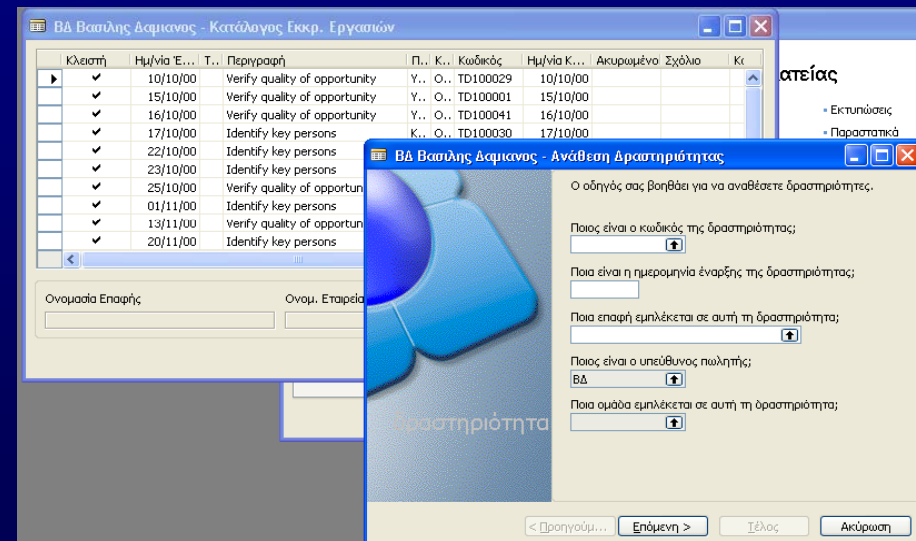 ΒΔ Βασιλης Δαμιανος - Κατάλογος Εκκρ. Εργασιών
Κλειστή Ημ/νία Έ... Τ... Περιγραφή Π... Κ... Κωδικός Ημ/νία Κ... Ακυρωμένο Σχόλιο
10/10/00 Verify quality of opportunity Y.. O.. TD100029 10/10/00
15/10/00 Verify quality of opportunity Y.. O.. TD100001 15/10/00
16/10/00 Verify quality of opportunity Y.. O.. TD100041 16/10/00
17/10/00 Identify key persons K.. O.. TD100030 17/10/00
22/10/00 Identify key persons
23/10/00 Identify key persons
25/10/00 Verify quality of opportun
01/11/00 Identify key persons
13/11/00 Verify quality of opportun
20/11/00 Identify key persons
Ονομασία Επαφής Ονομ. Εταιρεία
ατείας
Εκτυπώσεις
Παραστατικά
ΒΔ Βασιλης Δαμιανος - Ανάθεση Δραστηριότητας
Ο οδηγός σας βοηθάει για να αναθέσετε δραστηριότητες.
Ποιος είναι ο κωδικός της δραστηριότητας;
Ποια είναι η ημερομηνία έναρξης της δραστηριότητας;
Ποια επαφή εμπλέκεται σε αυτή τη δραστηριότητα;
Ποιος είναι ο υπεύθυνος πωλητής;
ΒΔ
Ποια ομάδα εμπλέκεται σε αυτή τη δραστηριότητα;
δραστηριότητα
< Προηγούμ... Επόμενη > Τέλος Ακύρωση